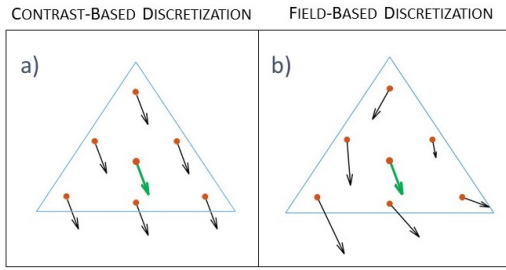 CONTRAST-BASED DISCRETIZATION
FIELD-BASED DISCRETIZATION
a)
b)